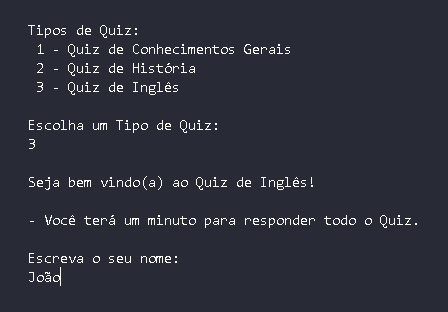 Tipos de Quiz:
1 - Quiz de Conhecimentos Gerais
2 - Quiz de História
3 - Quiz de Inglês
Escolha um Tipo de Quiz:
3
Seja bem vindo(a) ao Quiz de Inglês!
- Você terá um minuto para responder todo o Quiz.
Escreva o seu nome:
João